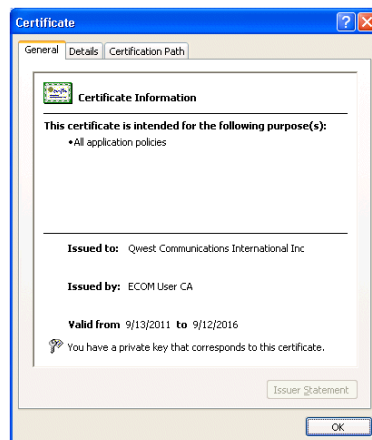 Certificate
General Details Certification Path
Certificate Information
This certificate is intended for the following purpose(s):
•All application policies
Issued to: Qwest Communications International Inc
Issued by: ECOM User CA
Valid from 9/13/2011 to 9/12/2016
You have a private key that corresponds to this certificate.
Issuer Statement
OK